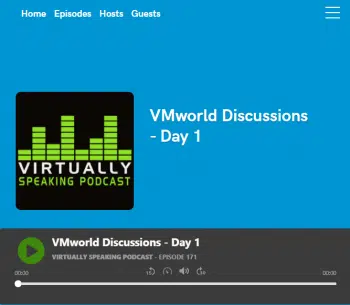 Home Episodes Hosts Guests
VMworld Discussions
- Day 1
VIRTUALLY
SPEAKING PODCAST
VMworld Discussions - Day 1
VIRTUALLY SPEAKING PODCAST - EPISODE 171
00:00 00:00